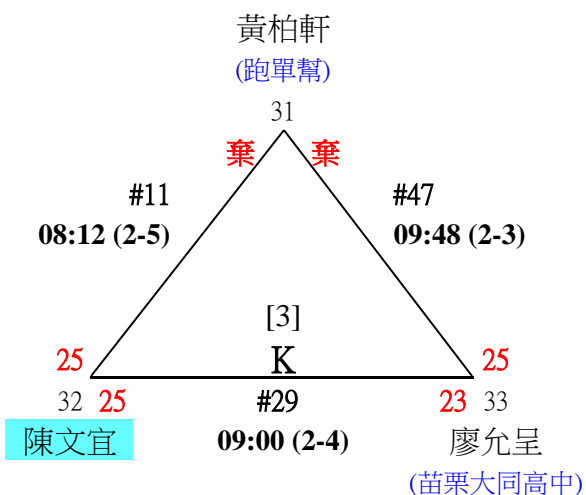 黃柏軒
(跑單幫)
31
棄 棄
#11 #47
08:12 (2-5) 09:48 (2-3)
[3]
25 K 25
32 25 #29 23 33
陳文宜 09:00 (2-4) 廖允呈
(苗栗大同高中)